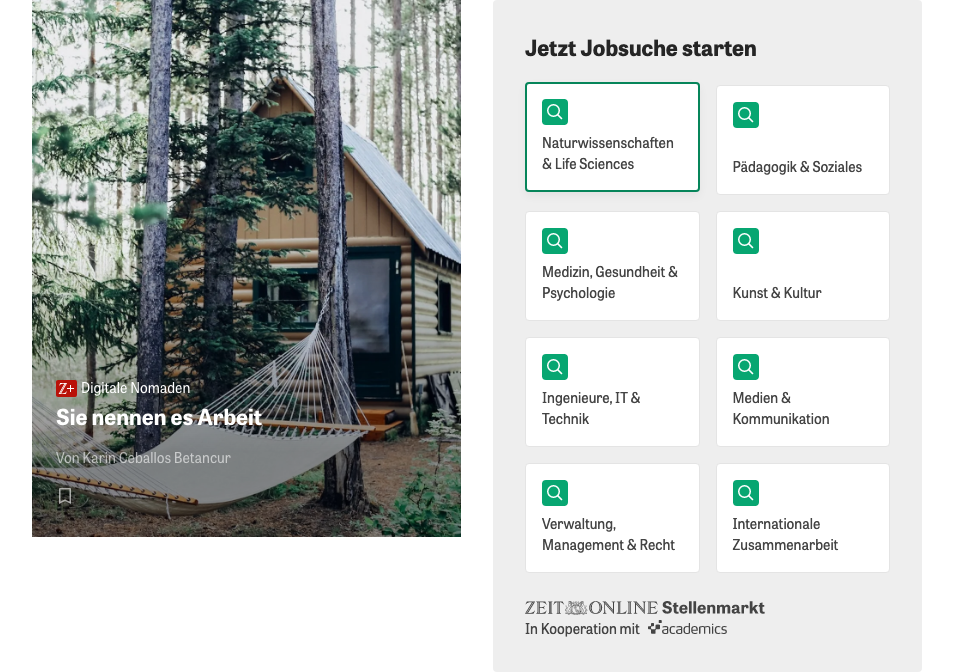 Z+ Digitale Nomaden
Sie nennen es Arbeit
Von Karin Ceballos Betancur
Jetzt Jobsuche starten
Naturwissenschaften
& Life Sciences
Pädagogik & Soziales
Medizin, Gesundheit &
Psychologie
Kunst & Kultur
Ingenieure, IT &
Technik
Medien &
Kommunikation
Verwaltung,
Management & Recht
Internationale
Zusammenarbeit
ZEIT ONLINE Stellenmarkt
In Kooperation mit academics